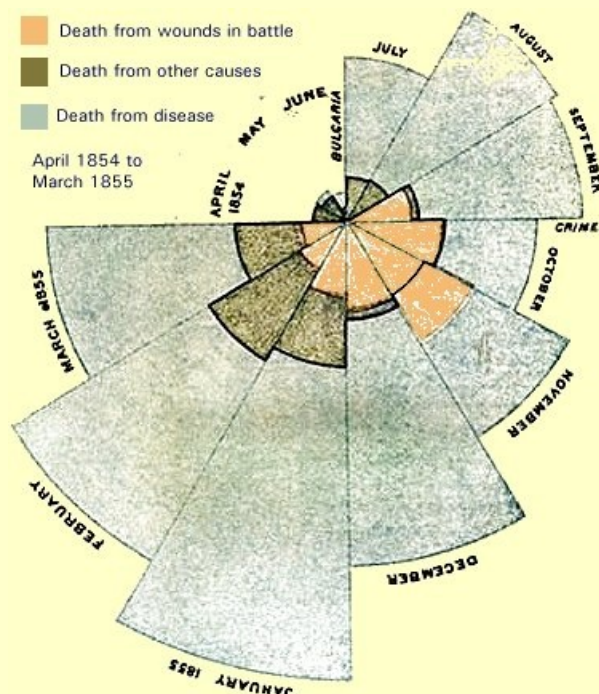 Death from wounds in battle
Death from other causes
Death from disease
April 1854 to
March 1855
APRIL
1854
MAY
JUNE
BULGARIA
JULY
AUGUST
SEPTEMBER
CRIME
OCTOBER
NOVEMBER
DECEMBER
JANUARY 1855
FEBRUARY
MARCH 1855